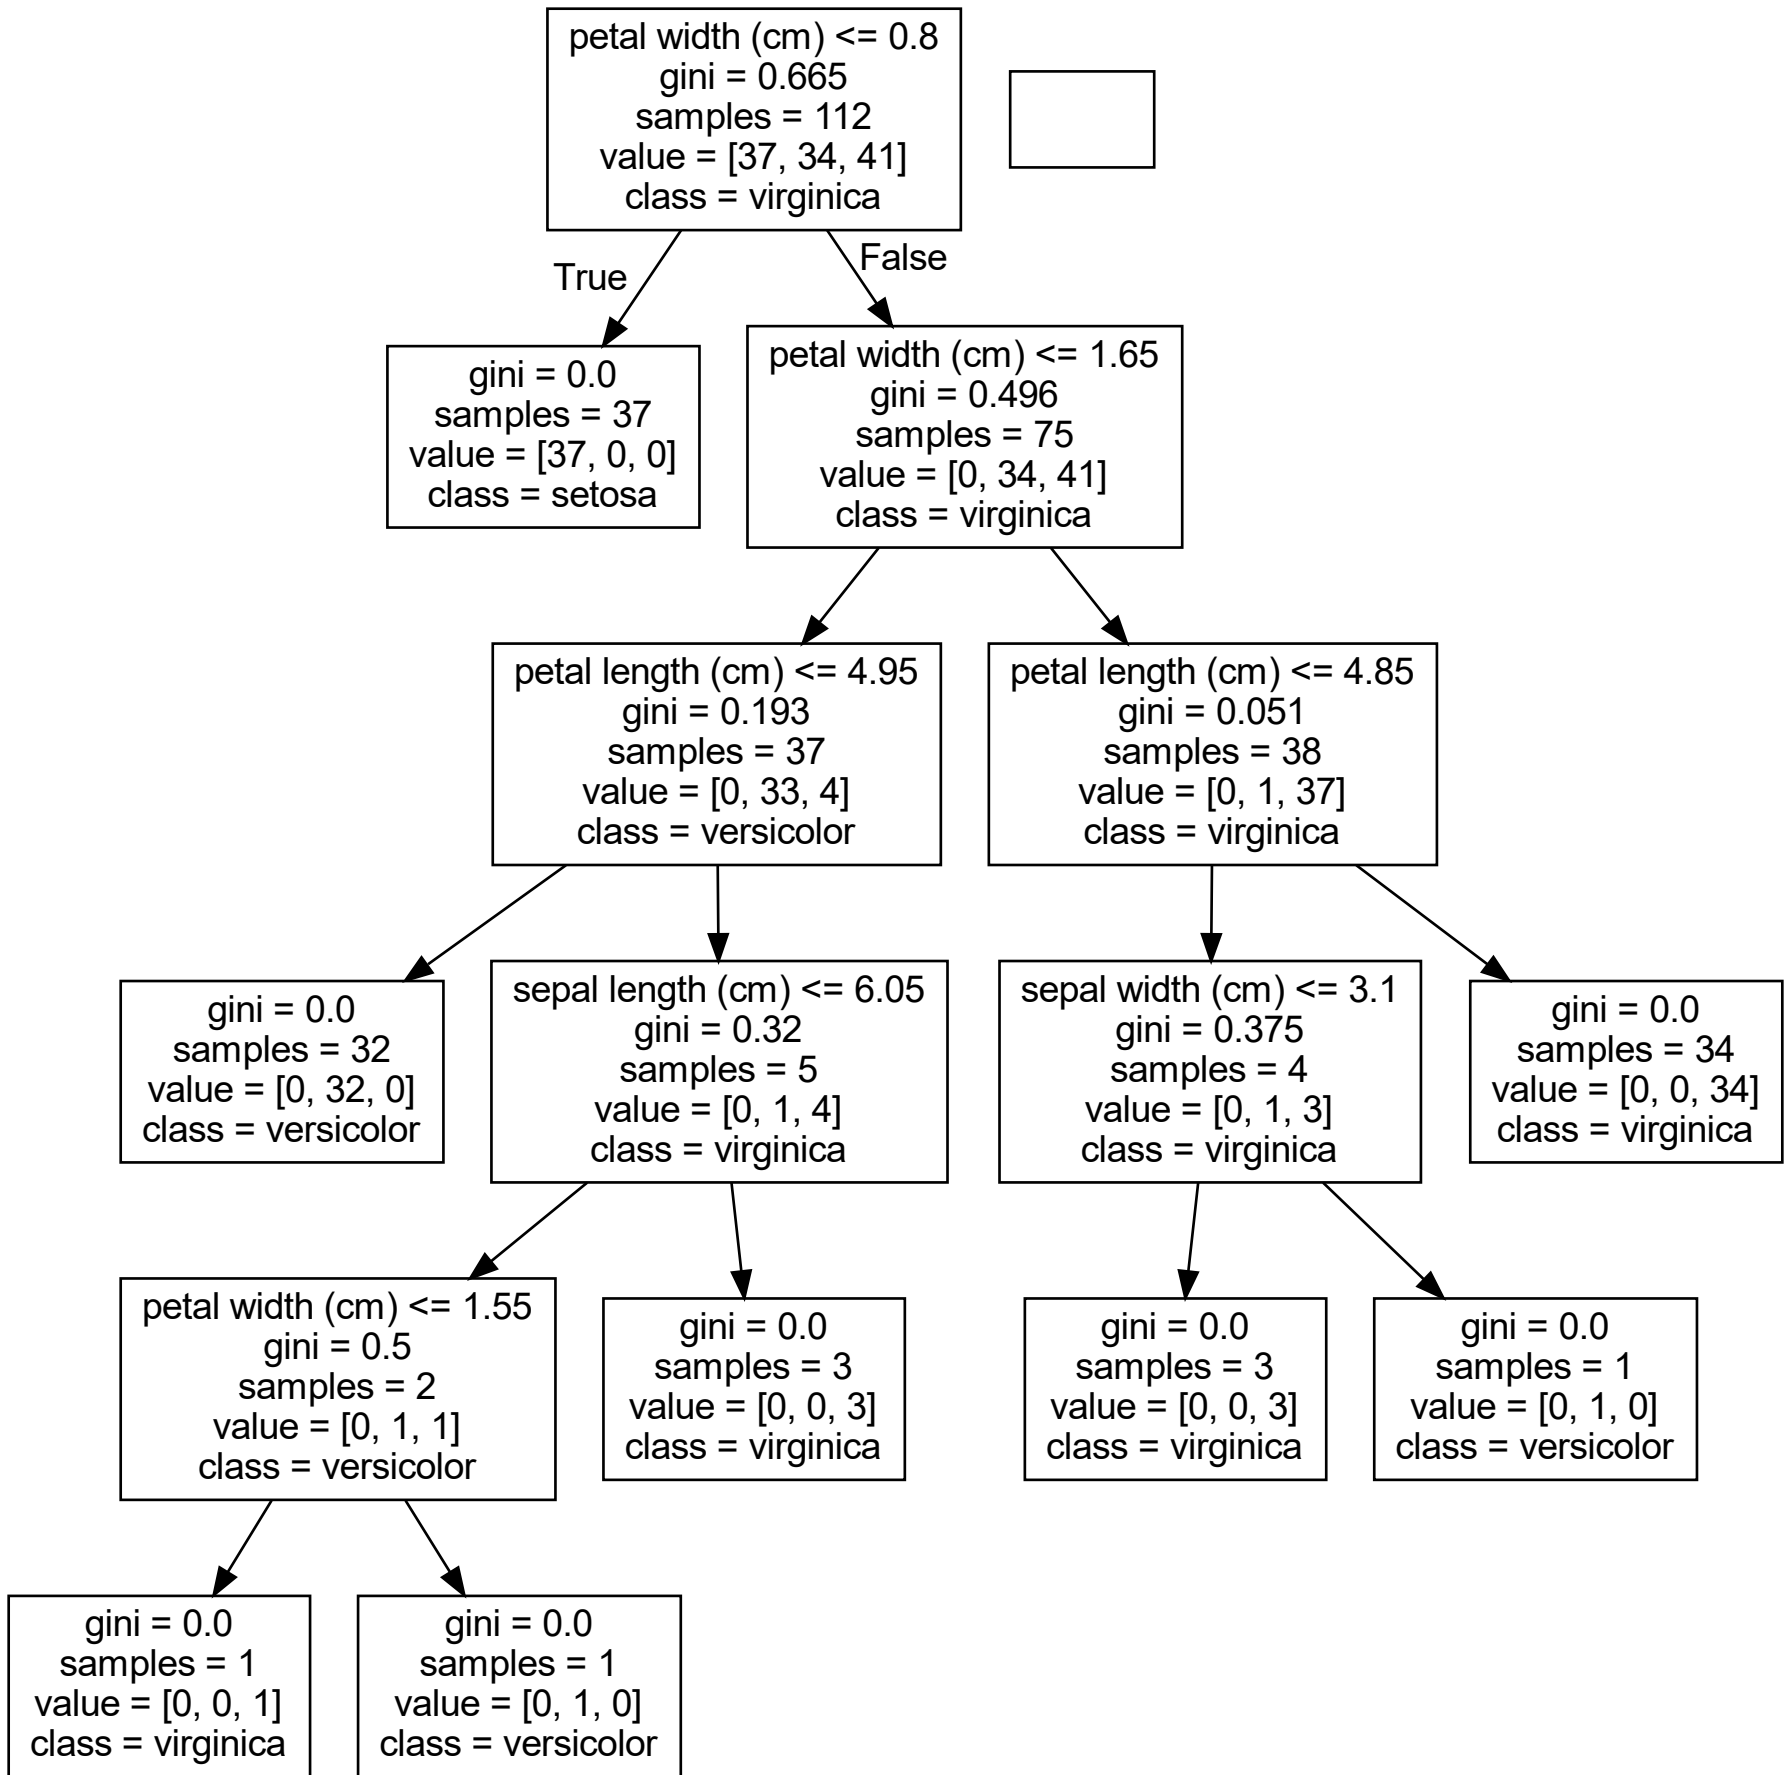 petal width (cm) <= 0.8
gini = 0.665
samples = 112
value = [37, 34, 41]
class = virginica
True
False
gini = 0.0
samples = 37
value = [37, 0, 0]
class = setosa
petal width (cm) <= 1.65
gini = 0.496
samples = 75
value = [0, 34, 41]
class = virginica
petal length (cm) <= 4.95
gini = 0.193
samples = 37
value = [0, 33, 4]
class = versicolor
petal length (cm) <= 4.85
gini = 0.051
samples = 38
value = [0, 1, 37]
class = virginica
gini = 0.0
samples = 32
value = [0, 32, 0]
class = versicolor
sepal length (cm) <= 6.05
gini = 0.32
samples = 5
value = [0, 1, 4]
class = virginica
sepal width (cm) <= 3.1
gini = 0.375
samples = 4
value = [0, 1, 3]
class = virginica
gini = 0.0
samples = 34
value = [0, 0, 34]
class = virginica
petal width (cm) <= 1.55
gini = 0.5
samples = 2
value = [0, 1, 1]
class = versicolor
gini = 0.0
samples = 3
value = [0, 0, 3]
class = virginica
gini = 0.0
samples = 3
value = [0, 0, 3]
class = virginica
gini = 0.0
samples = 1
value = [0, 1, 0]
class = versicolor
gini = 0.0
samples = 1
value = [0, 0, 1]
class = virginica
gini = 0.0
samples = 1
value = [0, 1, 0]
class = versicolor